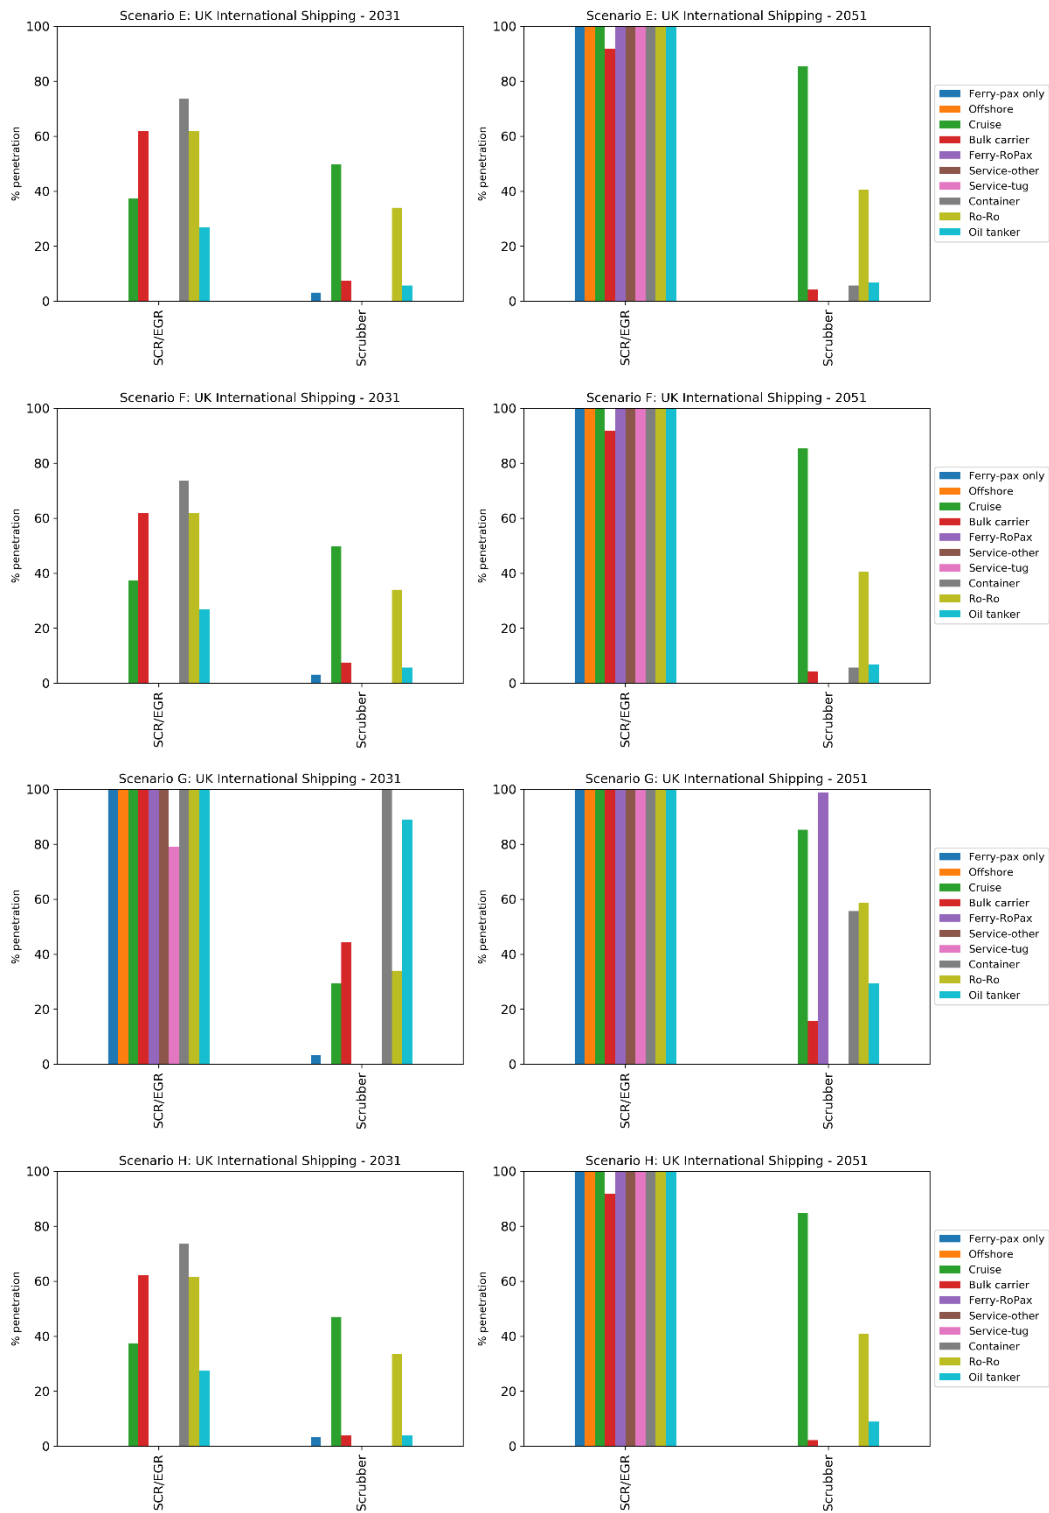 Scenario E: UK International Shipping - 2031
% penetration
100
80
60
40
20
0
SCR/EGR
Scrubber
Scenario E: UK International Shipping - 2051
% penetration
100
80
60
40
20
0
SCR/EGR
Scrubber
Ferry-pax only
Offshore
Cruise
Bulk carrier
Ferry-RoPax
Service-other
Service-tug
Container
Ro-Ro
Oil tanker
Scenario F: UK International Shipping - 2031
% penetration
100
80
60
40
20
0
SCR/EGR
Scrubber
Scenario F: UK International Shipping - 2051
% penetration
100
80
60
40
20
0
SCR/EGR
Scrubber
Ferry-pax only
Offshore
Cruise
Bulk carrier
Ferry-RoPax
Service-other
Service-tug
Container
Ro-Ro
Oil tanker
Scenario G: UK International Shipping - 2031
% penetration
100
80
60
40
20
0
SCR/EGR
Scrubber
Scenario G: UK International Shipping - 2051
% penetration
100
80
60
40
20
0
SCR/EGR
Scrubber
Ferry-pax only
Offshore
Cruise
Bulk carrier
Ferry-RoPax
Service-other
Service-tug
Container
Ro-Ro
Oil tanker
Scenario H: UK International Shipping - 2031
% penetration
100
80
60
40
20
0
SCR/EGR
Scrubber
Scenario H: UK International Shipping - 2051
% penetration
100
80
60
40
20
0
SCR/EGR
Scrubber
Ferry-pax only
Offshore
Cruise
Bulk carrier
Ferry-RoPax
Service-other
Service-tug
Container
Ro-Ro
Oil tanker